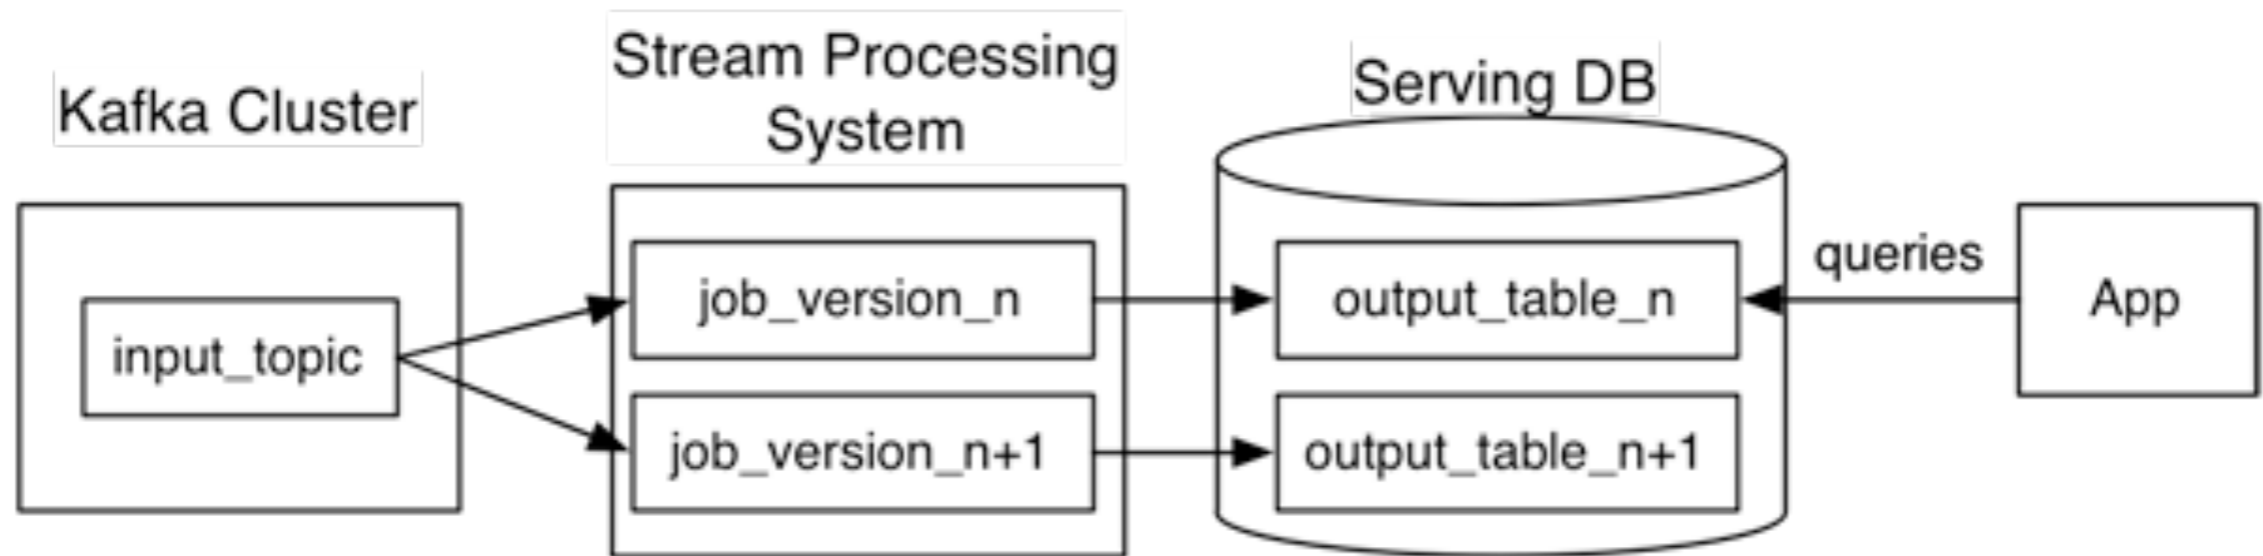 Kafka Cluster
input_topic
Stream Processing
System
job_version_n
job_version_n+1
Serving DB
output_table_n
output_table_n+1
queries
App